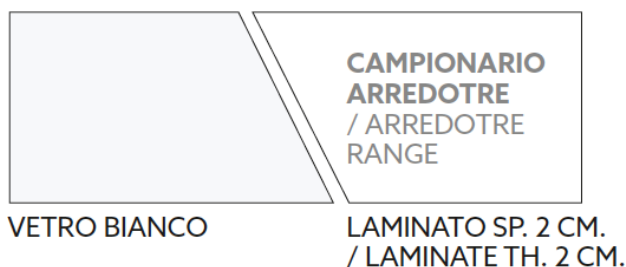 CAMPIONARIO
ARREDOTRE
/ ARREDOTRE
RANGE
VETRO BIANCO
LAMINATO SP. 2 CM.
/ LAMINATE TH. 2 CM.